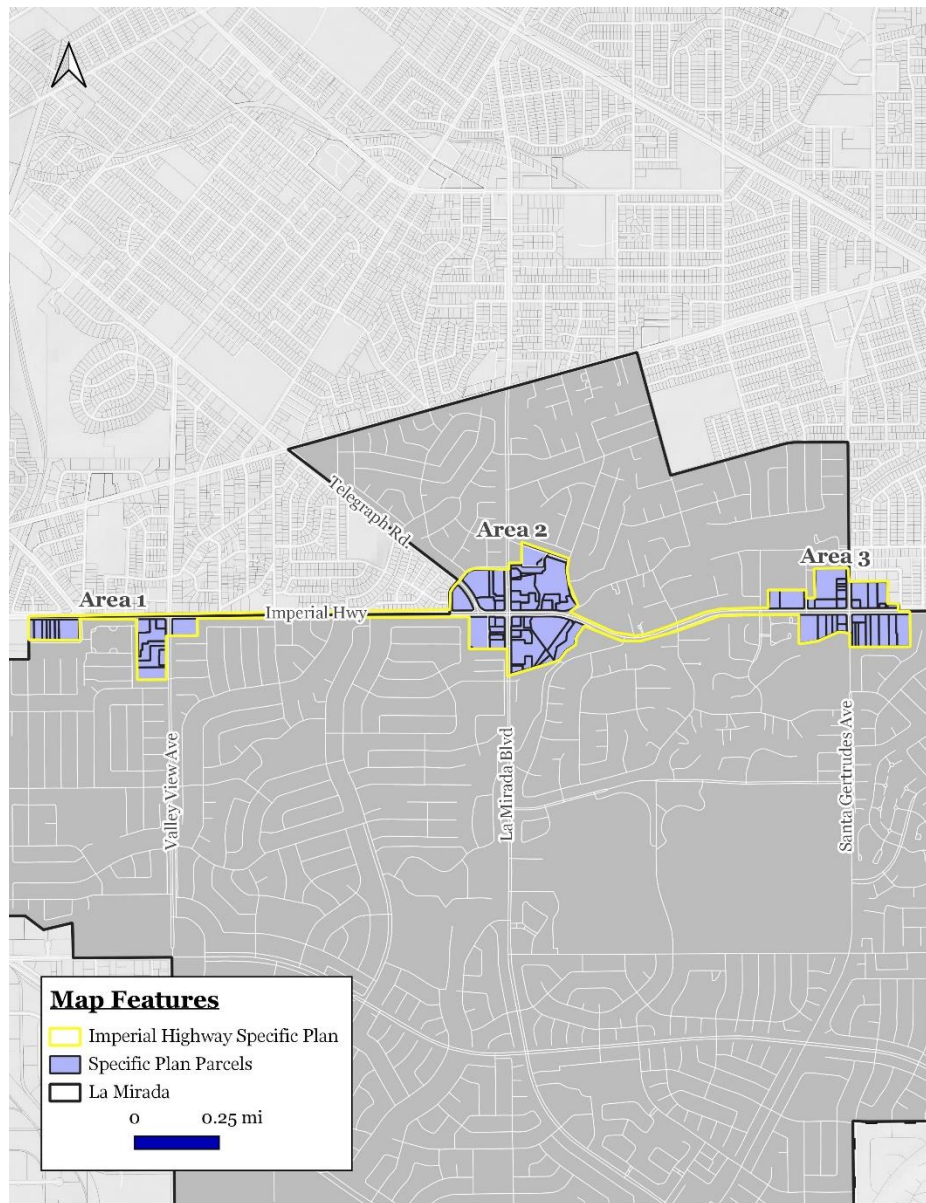 Area 2
Telegraph Rd.
Area 3
Area 1
Imperial Hwy
Valley View Ave
La Mirada Blvd
Santa Gertrudes Ave
Map Features
Imperial Highway Specific Plan
Specific Plan Parcels
La Mirada
0 0.25 mi